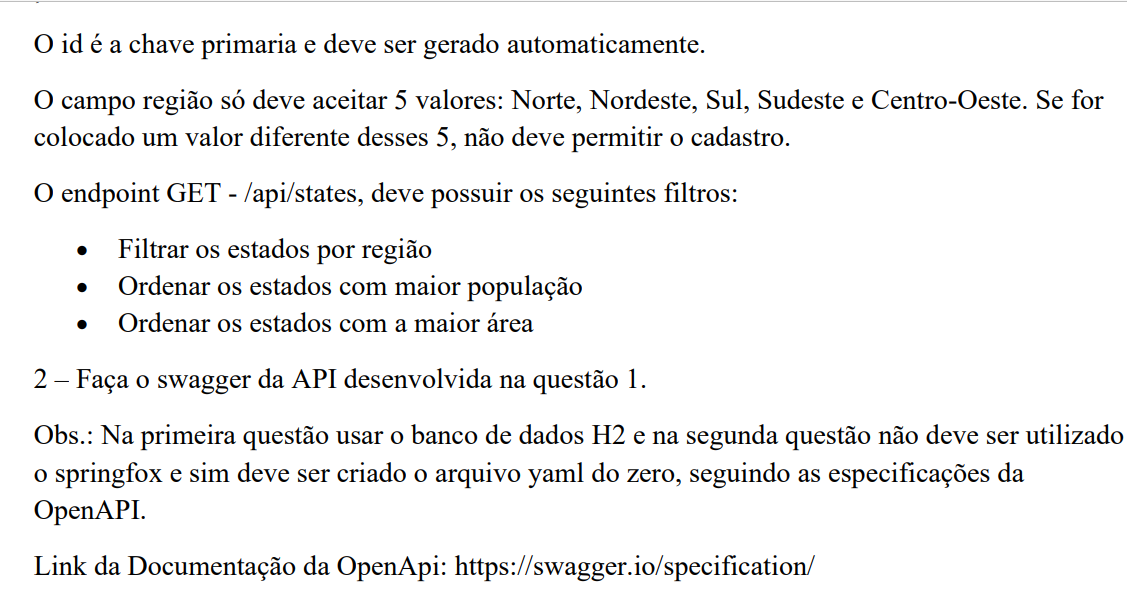 O id é a chave primaria e deve ser gerado automaticamente.
O campo região só deve aceitar 5 valores: Norte, Nordeste, Sul, Sudeste e Centro-Oeste. Se for
colocado um valor diferente desses 5, não deve permitir o cadastro.
O endpoint GET - /api/states, deve possuir os seguintes filtros:
• Filtrar os estados por região
• Ordenar os estados com maior população
• Ordenar os estados com a maior área
2 – Faça o swagger da API desenvolvida na questão 1.
Obs.: Na primeira questão usar o banco de dados H2 e na segunda questão não deve ser utilizado
o springfox e sim deve ser criado o arquivo yaml do zero, seguindo as especificações da
OpenAPI.
Link da Documentação da OpenApi: https://swagger.io/specification/